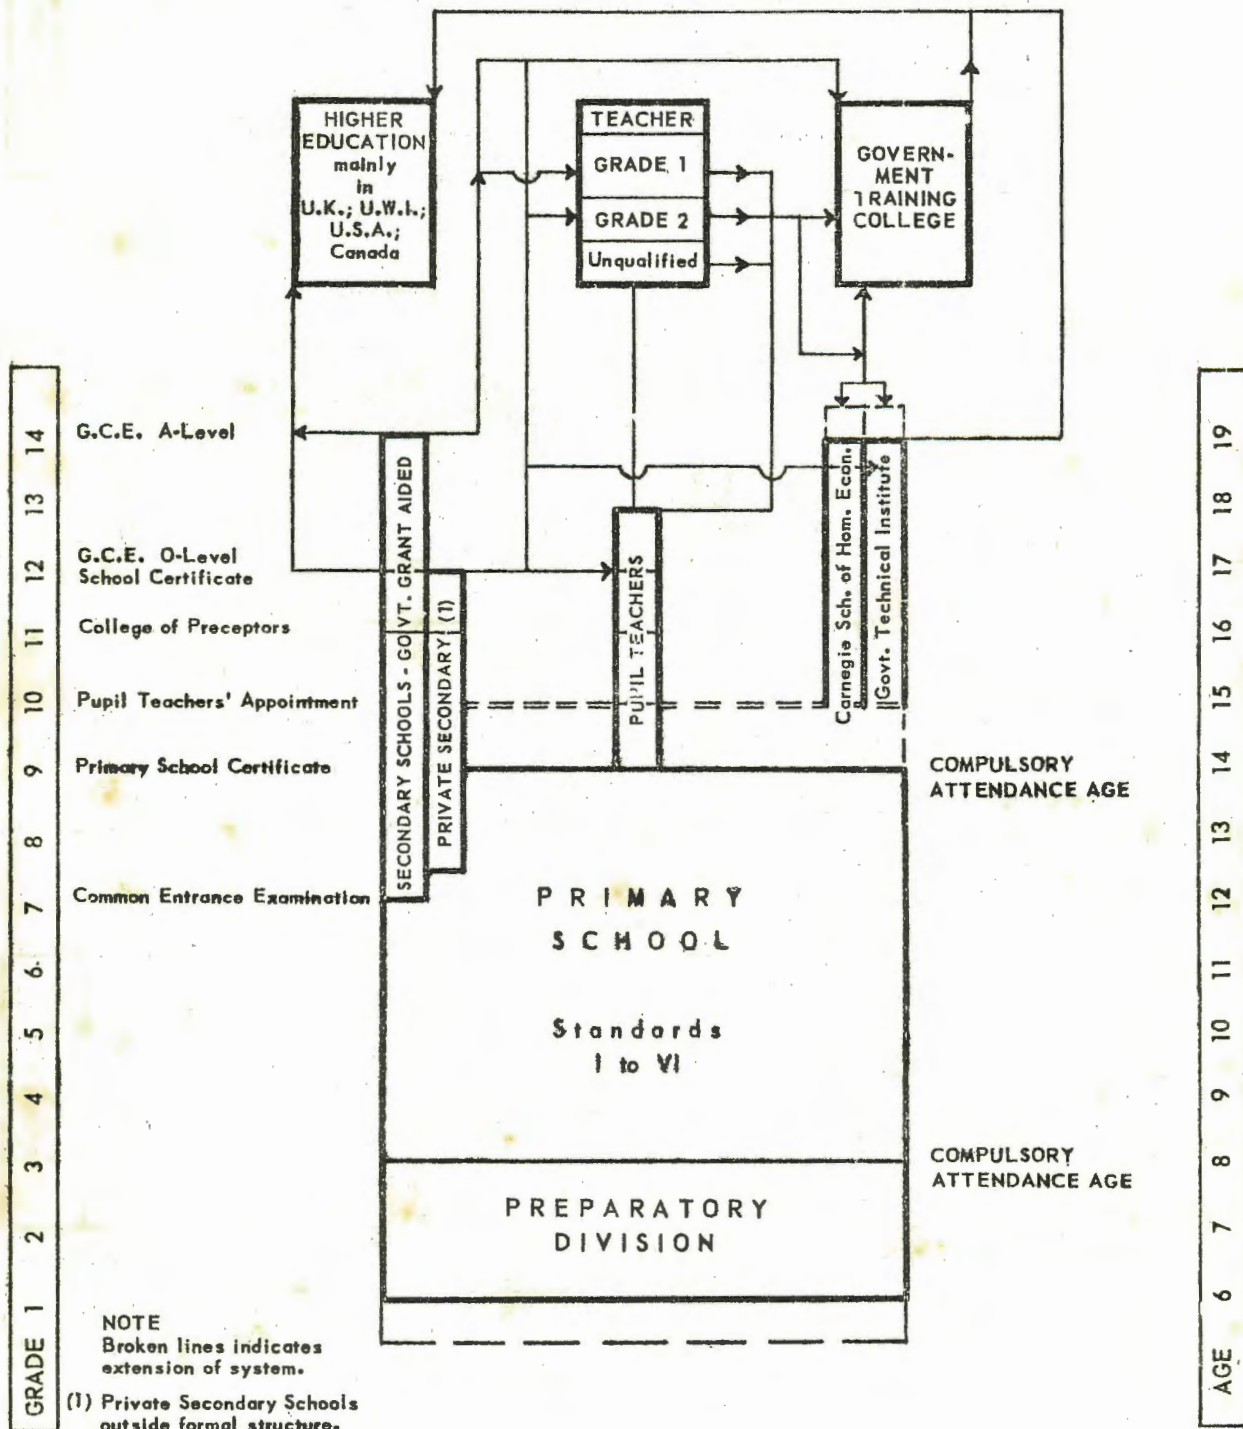 HIGHER
EDUCATION
mainly
in
U.K.; U.W.I.;
U.S.A.;
Canada
TEACHER
GRADE 1
GRADE 2
Unqualified
GOVERN-
MENT
TRAINING
COLLEGE
14
13
12
11
10
9
8
7
6
5
4
3
2
1
GRADE
G.C.E. A-Level
G.C.E. O-Level
School Certificate
College of Preceptors
Pupil Teachers' Appointment
Primary School Certificate
Common Entrance Examination
SECONDARY SCHOOLS - GOVT. GRANT AIDED
PRIVATE SECONDARY (1)
PUPIL TEACHERS
Carnegie Sch. of Hom. Econ.
Govt. Technical Institute
PRIMARY
SCHOOL
Standards
I to VI
PREPARATORY
DIVISION
COMPULSORY
ATTENDANCE AGE
COMPULSORY
ATTENDANCE AGE
19
18
17
16
15
14
13
12
11
10
9
8
7
6
AGE
NOTE
Broken lines indicates
extension of system.
(1) Private Secondary Schools
outside formal structure.